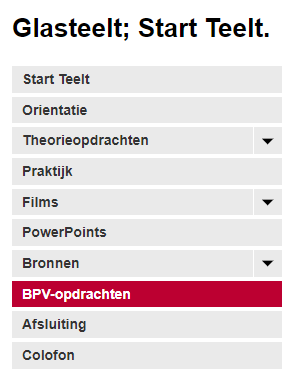 Glasteelt; Start Teelt.
Start Teelt
Orientatie
Theorieopdrachten
Praktijk
Films
PowerPoints
Bronnen
BPV-opdrachten
Afsluiting
Colofon